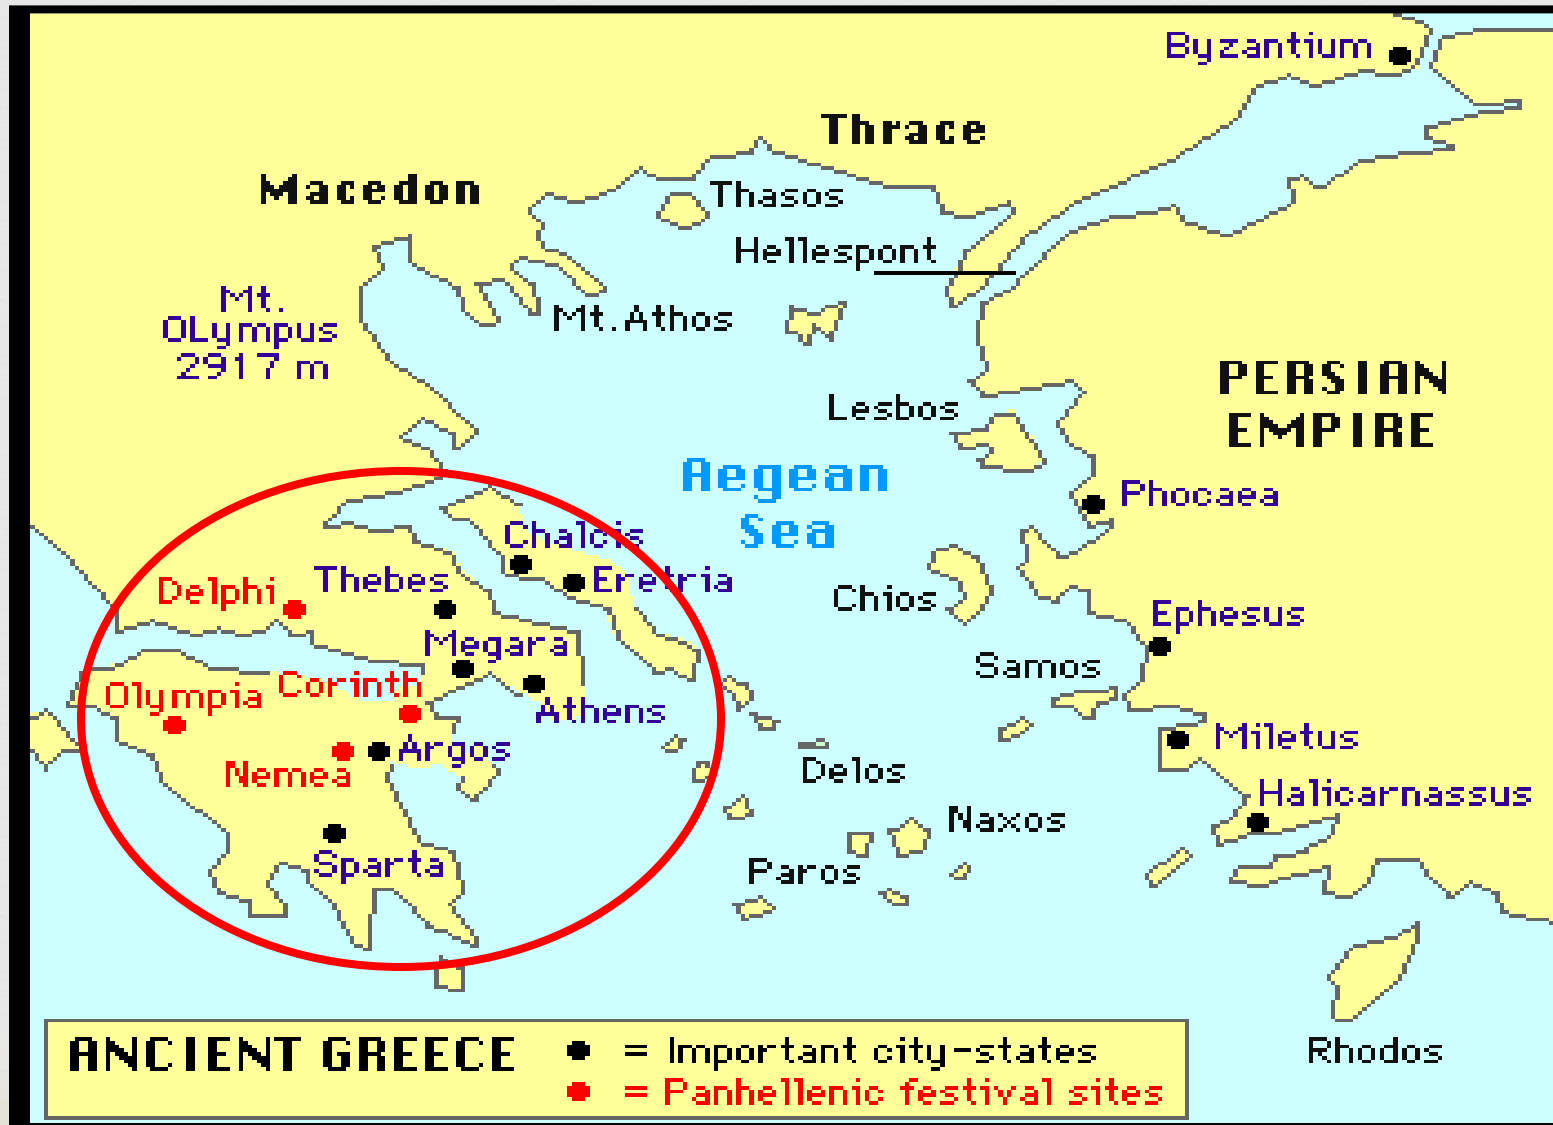 Byzantium
Thrace
Macedon
Thasos
Hellespont
Mt.
OLympus
2917 m
Mt.Athos
PERSIAN
EMPIRE
Lesbos
Aegean
Sea
Phocaea
Chalcis
Thebes
Eretria
Delphi
Chios
Ephesus
Megara
Samos
Corinth
Olympia
Athens
Argos
Miletus
Nemea
Delos
Halicarnassus
Naxos
Sparta
Paros
Rhodos
ANCIENT GREECE
= Important city-states
= Panhellenic festival sites